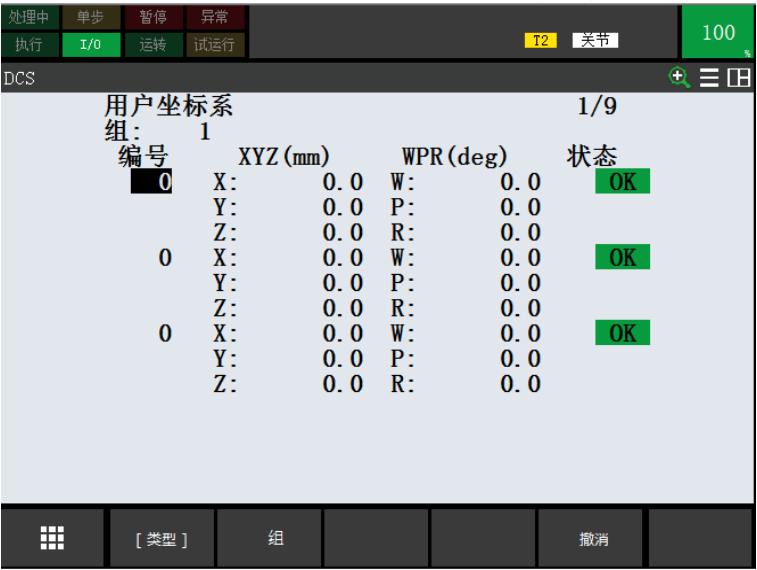 处理中 单步 暂停 异常
执行 I/O 运转 试运行 T2 关节 100 %
DCS
用户坐标系 1/9
组: 1
编号 XYZ(mm) WPR(deg) 状态
0 X: 0.0 W: 0.0 OK
Y: 0.0 P: 0.0
Z: 0.0 R: 0.0
0 X: 0.0 W: 0.0 OK
Y: 0.0 P: 0.0
Z: 0.0 R: 0.0
0 X: 0.0 W: 0.0 OK
Y: 0.0 P: 0.0
Z: 0.0 R: 0.0
[ 类型 ] 组 撤消